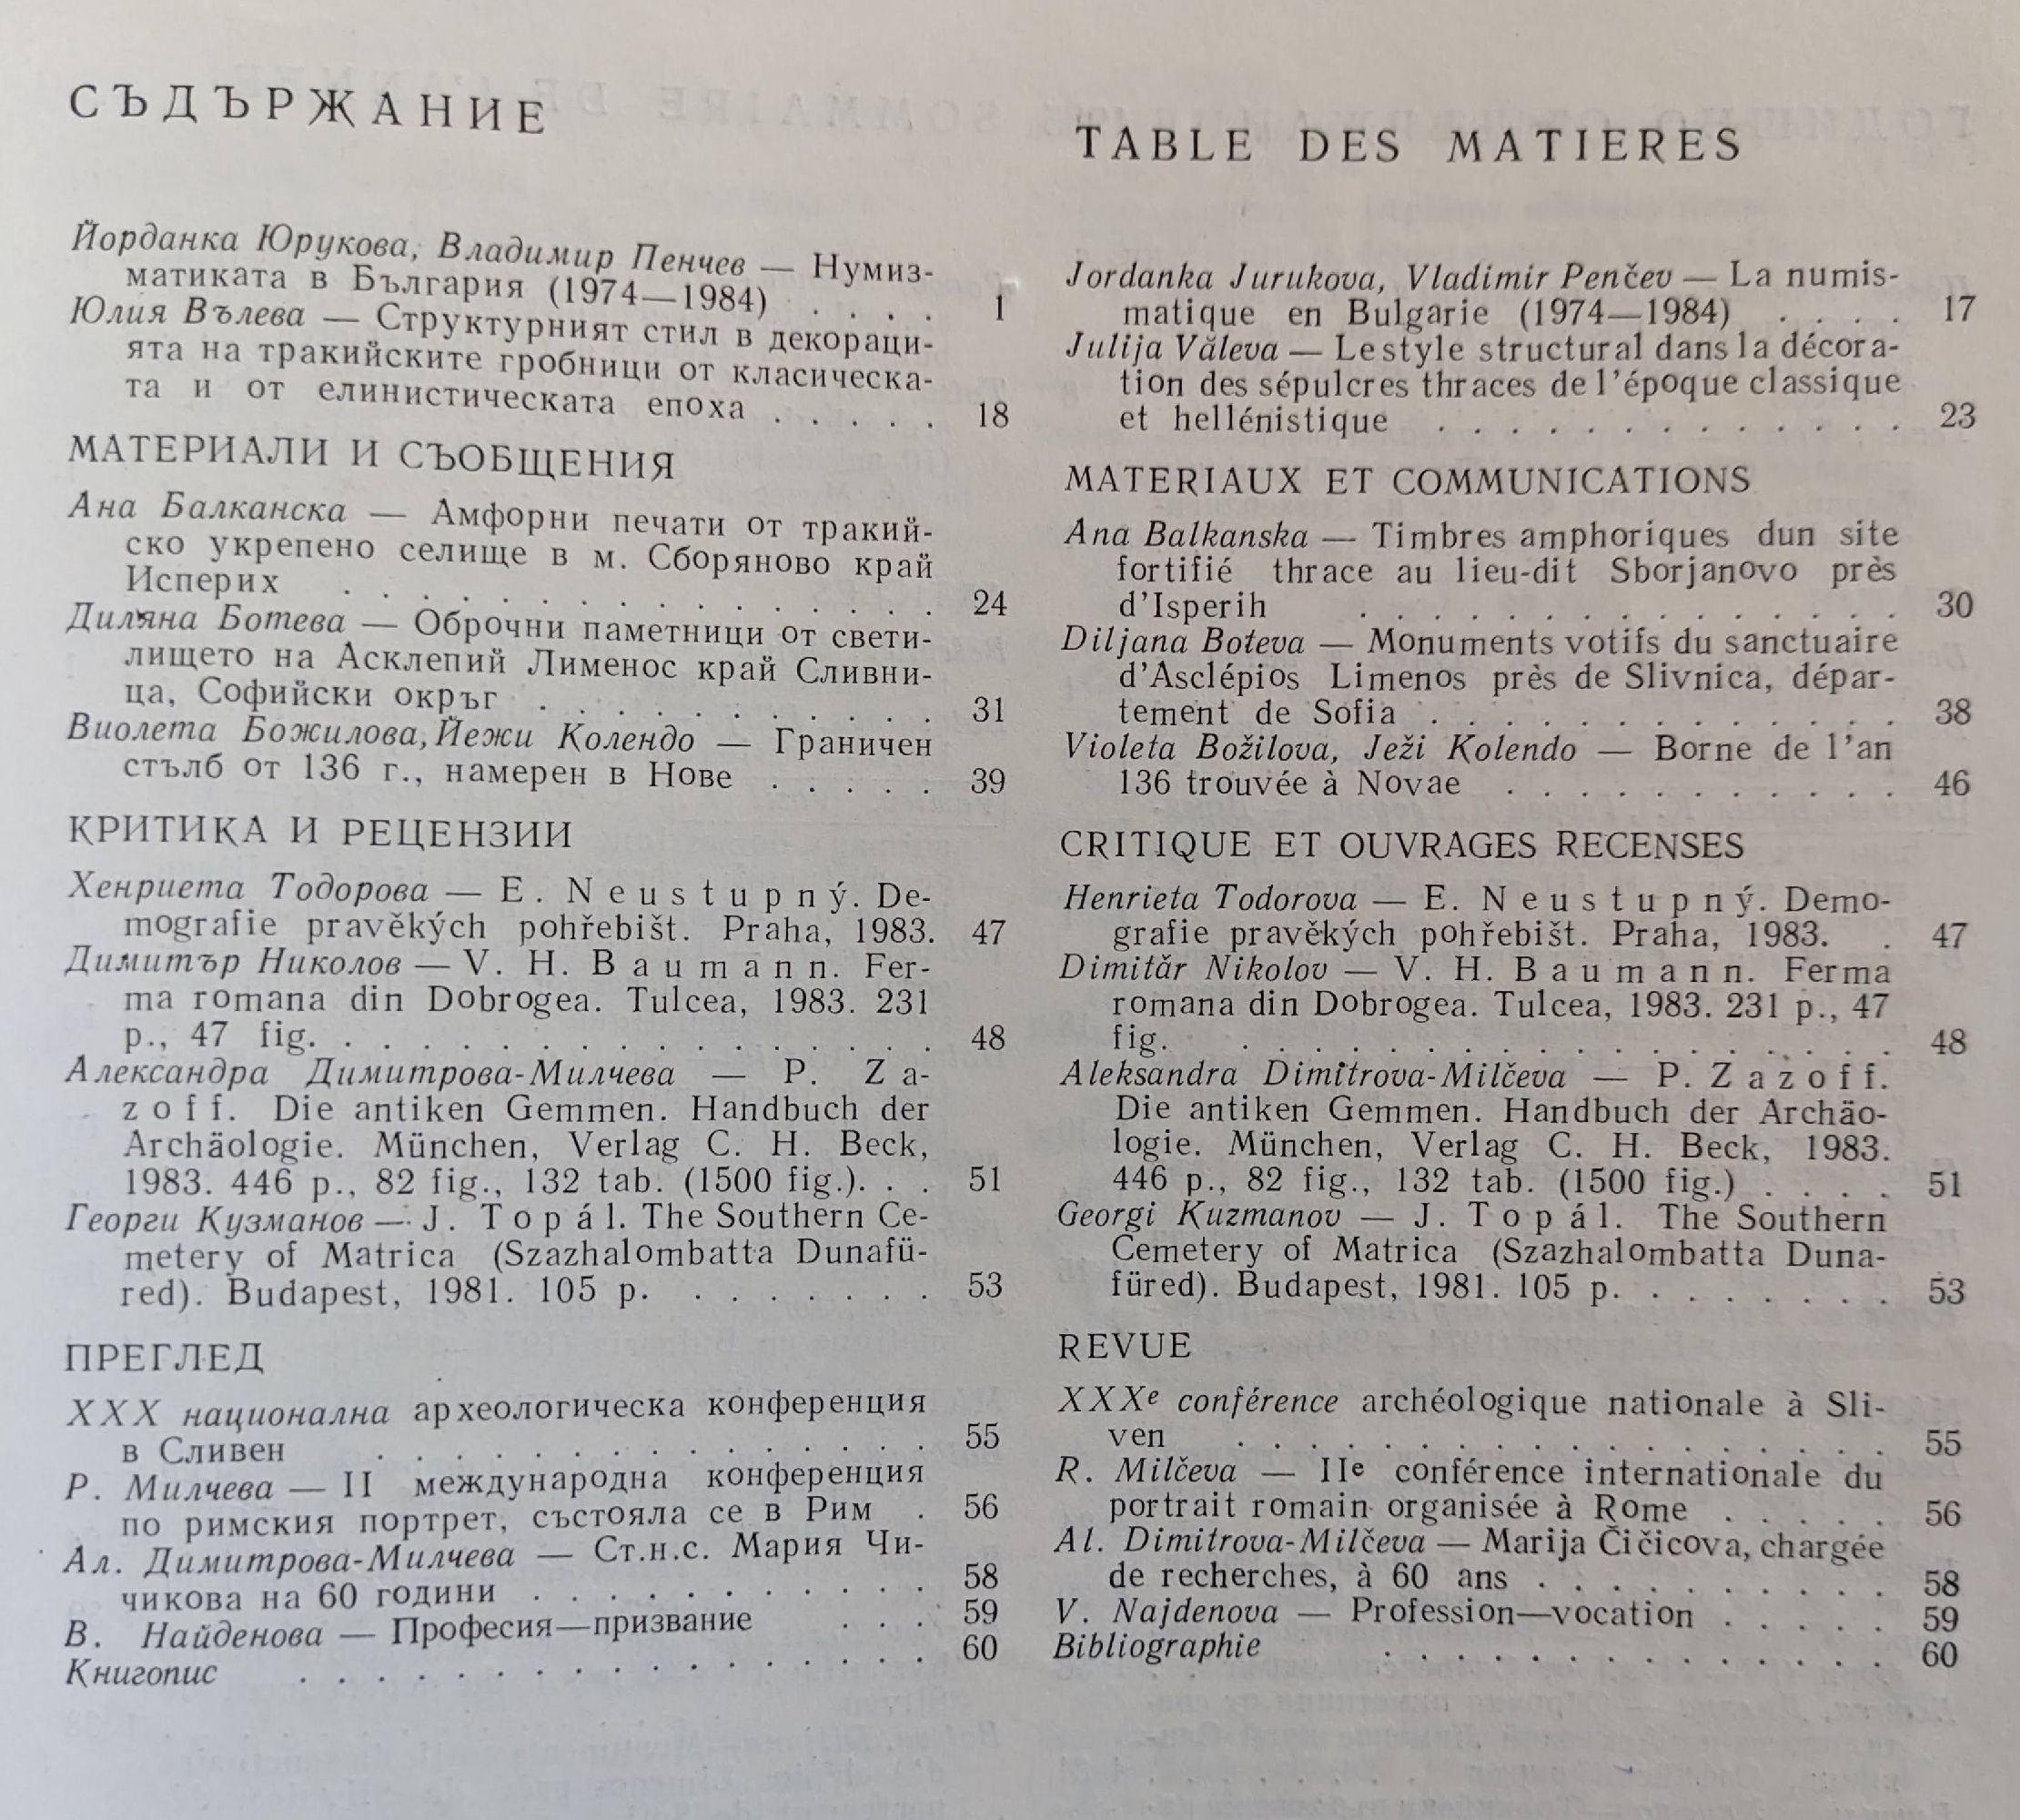 СЪДЪРЖАНИЕ
Йорданка Юрукова, Владимир Пенчев — Нумиз-
матиката в България (1974—1984) . . . . 1
Юлия Вълева — Структурният стил в декораци-
ята на тракийските гробници от класическа-
та и от елинистическата епоха . . . . . 18
МАТЕРИАЛИ И СЪОБЩЕНИЯ
Ана Балканска — Амфорни печати от тракий-
ско укрепено селище в м. Сборяново край
Исперих . . . . . . . . . . . . . . . . 24
Диляна Ботева — Оброчни паметници от свети-
лището на Асклепий Лименос край Сливни-
ца, Софийски окръг . . . . . . . . . . . 31
Виолета Божилова, Йежи Колендо — Граничен
стълб от 136 г., намерен в Нове . . . . . 39
КРИТИКА И РЕЦЕНЗИИ
Хенриета Тодорова — E. Neustupný. De-
mografie pravěkých pohřebišt. Praha, 1983. 47
Димитър Николов — V. H. Baumann. Fer-
ma romana din Dobrogea. Tulcea, 1983. 231
p., 47 fig. . . . . . . . . . . . . . . . . 48
Александра Димитрова-Милчева — P. Za-
zoff. Die antiken Gemmen. Handbuch der
Archäologie. München, Verlag C. H. Beck,
1983. 446 p., 82 fig., 132 tab. (1500 fig.). . . 51
Георги Кузманов — J. Topál. The Southern Ce-
metery of Matrica (Szazhalombatta Dunafü-
red). Budapest, 1981. 105 p. . . . . . . . 53
ПРЕГЛЕД
XXX национална археологическа конференция
в Сливен . . . . . . . . . . . . . . . 55
Р. Милчева — II международна конференция
по римския портрет, състояла се в Рим . 56
Ал. Димитрова-Милчева — Ст.н.с. Мария Чи-
чикова на 60 години . . . . . . . . . . . 58
В. Найденова — Професия—призвание . . . 59
Книгопис . . . . . . . . . . . . . . . . . 60
TABLE DES MATIERES
Jordanka Jurukova, Vladimir Penčev — La numis-
matique en Bulgarie (1974—1984) . . . . 17
Julija Văleva — Le style structural dans la décora-
tion des sépulcres thraces de l'époque classique
et hellénistique . . . . . . . . . . . . . 23
MATERIAUX ET COMMUNICATIONS
Ana Balkanska — Timbres amphoriques dun site
fortifié thrace au lieu-dit Sborjanovo près
d'Isperih . . . . . . . . . . . . . . . 30
Diljana Boteva — Monuments votifs du sanctuaire
d'Asclépios Limenos près de Slivnica, dépar-
tement de Sofia . . . . . . . . . . . . . 38
Violeta Božilova, Ježi Kolendo — Borne de l'an
136 trouvée à Novae . . . . . . . . . . . 46
CRITIQUE ET OUVRAGES RECENSES
Henrieta Todorova — E. Neustupný. Demo-
grafie pravěkých pohřebišt. Praha, 1983. . 47
Dimităr Nikolov — V. H. Baumann. Ferma
romana din Dobrogea. Tulcea, 1983. 231 p., 47
fig. . . . . . . . . . . . . . . . . . . 48
Aleksandra Dimitrova-Milčeva — P. Zazoff.
Die antiken Gemmen. Handbuch der Archäo-
logie. München, Verlag C. H. Beck, 1983.
446 p., 82 fig., 132 tab. (1500 fig.) . . . . 51
Georgi Kuzmanov — J. Topál. The Southern
Cemetery of Matrica (Szazhalombatta Duna-
füred). Budapest, 1981. 105 p. . . . . . . . 53
REVUE
XXXe conférence archéologique nationale à Sli-
ven . . . . . . . . . . . . . . . . . . 55
R. Milčeva — IIe conférence internationale du
portrait romain organisée à Rome . . . . . 56
Al. Dimitrova-Milčeva — Marija Čičicova, chargée
de recherches, à 60 ans . . . . . . . . . . 58
V. Najdenova — Profession—vocation . . . . . 59
Bibliographie . . . . . . . . . . . . . . 60